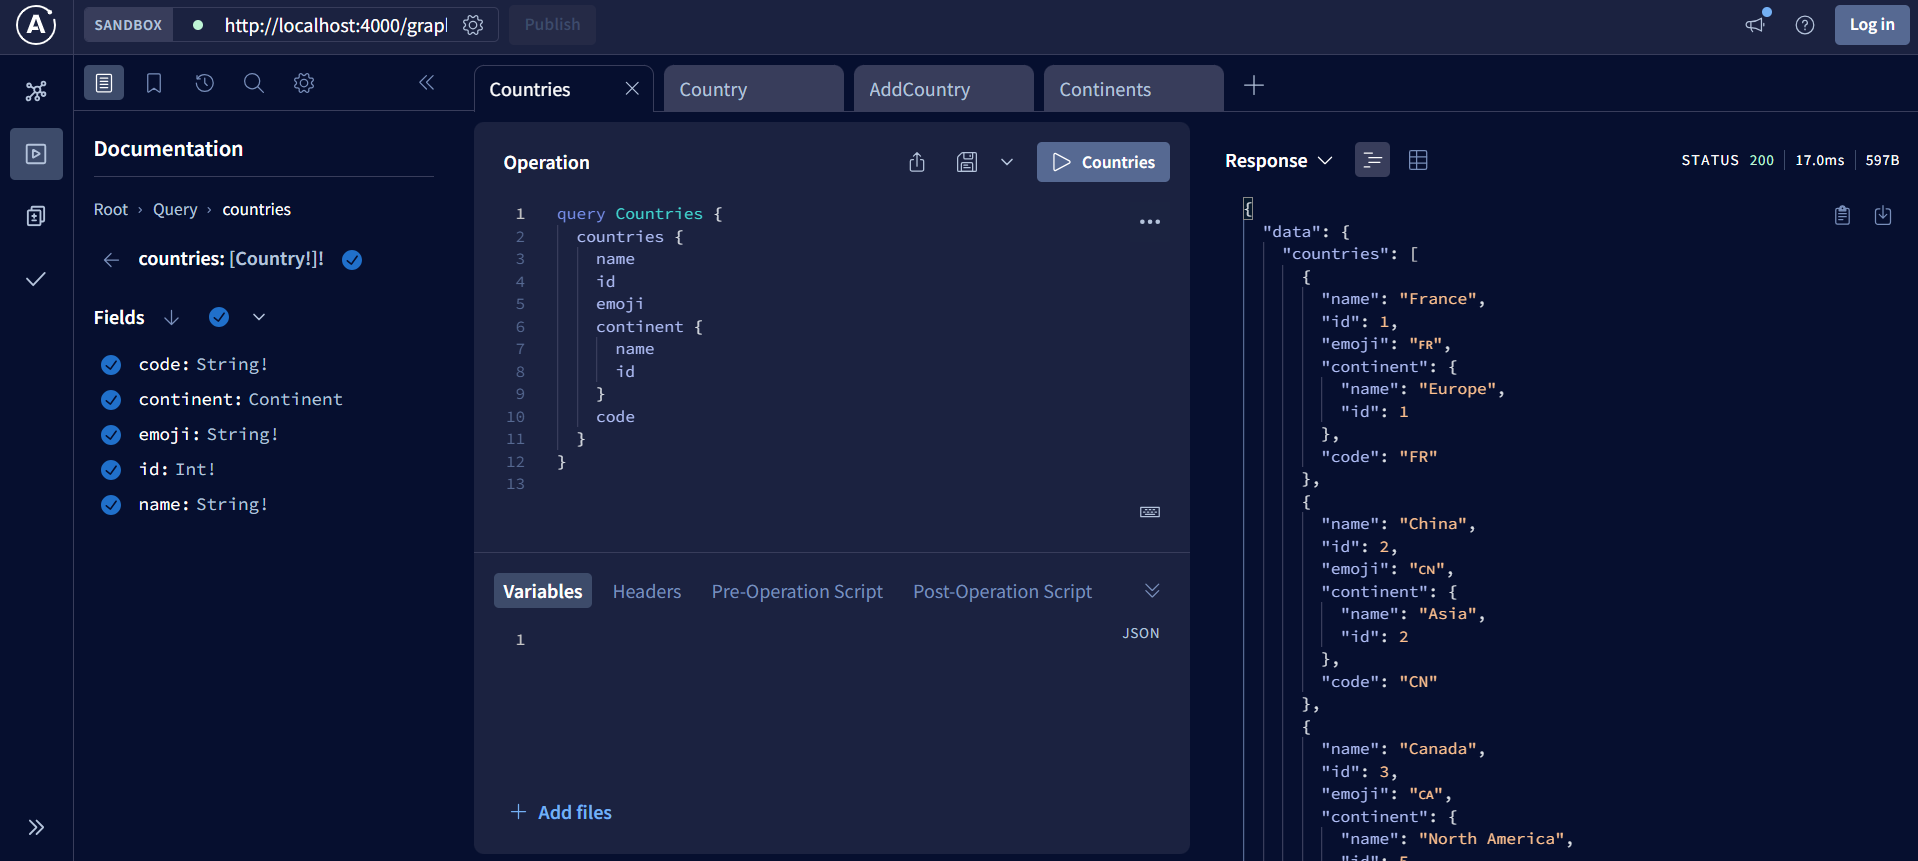 SANDBOX
http://localhost:4000/grap
Publish
Log in
Countries
Country
AddCountry
Continents
Documentation
Root › Query › countries
countries: [Country!]!
Fields
code: String!
continent: Continent
emoji: String!
id: Int!
name: String!
Operation
Countries
1 query Countries {
2 countries {
3 name
4 id
5 emoji
6 continent {
7 name
8 id
9 }
10 code
11 }
12 }
13
Variables
Headers
Pre-Operation Script
Post-Operation Script
1
JSON
Add files
Response
STATUS 200
17.0ms
597B
{
"data": {
"countries": [
{
"name": "France",
"id": 1,
"emoji": "FR",
"continent": {
"name": "Europe",
"id": 1
},
"code": "FR"
},
{
"name": "China",
"id": 2,
"emoji": "CN",
"continent": {
"name": "Asia",
"id": 2
},
"code": "CN"
},
{
"name": "Canada",
"id": 3,
"emoji": "CA",
"continent": {
"name": "North America",
"id": 5